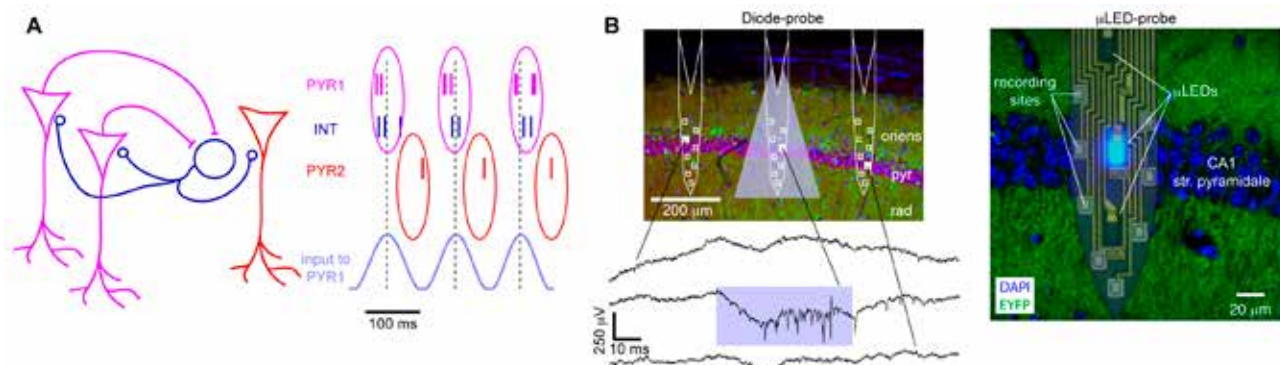 A
PYR1
INT
PYR2
input to
PYR1
100 ms
B
Diode-probe
oriens
pyr
rad
200 μm
250 μV
10 ms
μLED-probe
recording
sites
μLEDs
CA1
str. pyramidale
DAPI
EYFP
20 μm